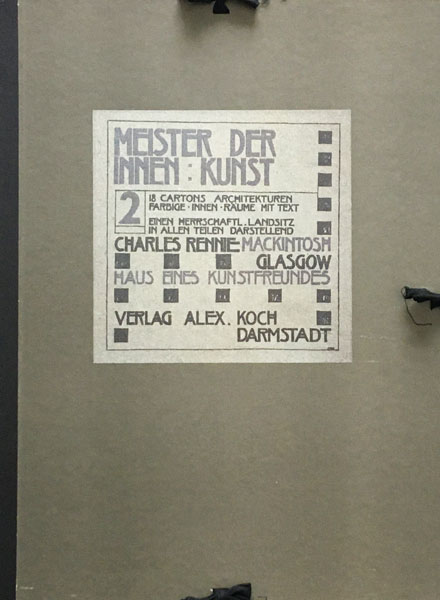 MEISTER DER
INNEN : KUNST
2
18 CARTONS ARCHITEKTUREN
FARBIGE · INNEN · RÄUME MIT TEXT
EINEN HERRSCHAFTL. LANDSITZ
IN ALLEN TEILEN DARSTELLEND
CHARLES RENNIE MACKINTOSH
GLASGOW
HAUS EINES KUNSTFREUNDES
VERLAG ALEX. KOCH
DARMSTADT